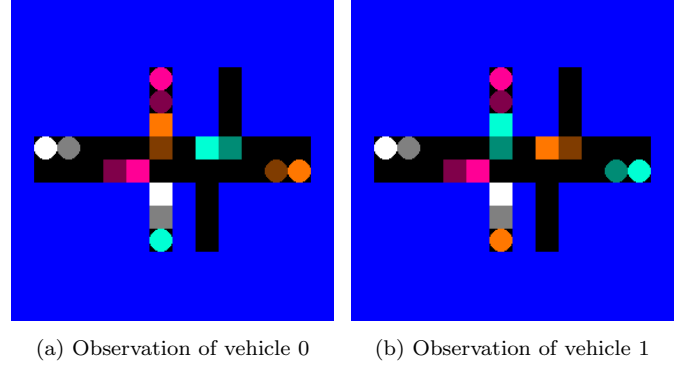 (a) Observation of vehicle 0
(b) Observation of vehicle 1